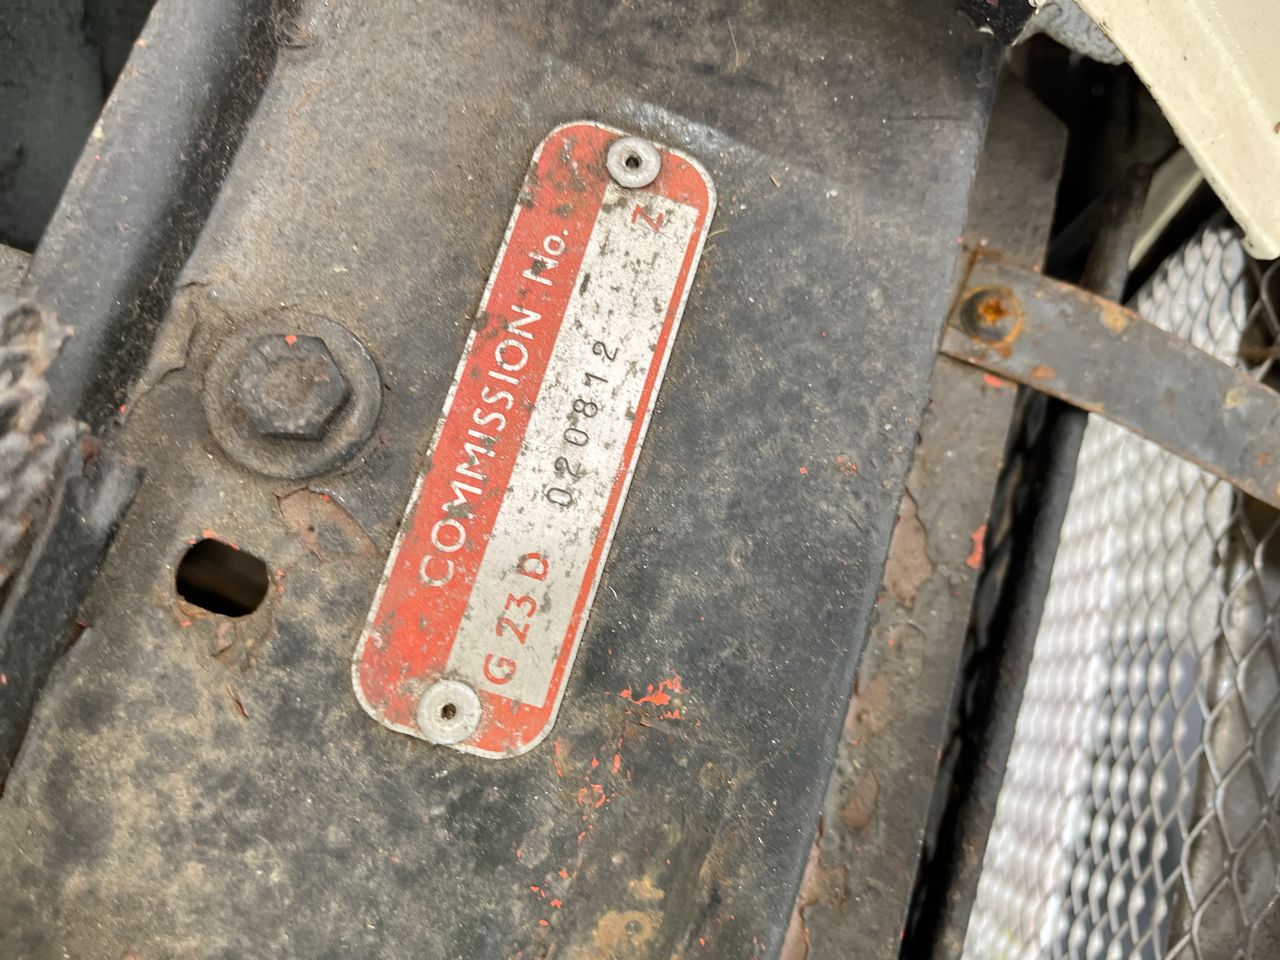 COMMISSION No.
G 23 D 020812 Z